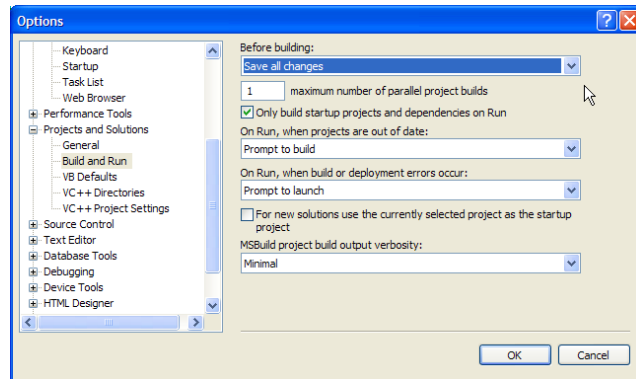 Options
Keyboard
Startup
Task List
Web Browser
Performance Tools
Projects and Solutions
General
Build and Run
VB Defaults
VC++ Directories
VC++ Project Settings
Source Control
Text Editor
Database Tools
Debugging
Device Tools
HTML Designer
Before building:
Save all changes
1 maximum number of parallel project builds
Only build startup projects and dependencies on Run
On Run, when projects are out of date:
Prompt to build
On Run, when build or deployment errors occur:
Prompt to launch
For new solutions use the currently selected project as the startup
project
MSBuild project build output verbosity:
Minimal
OK Cancel